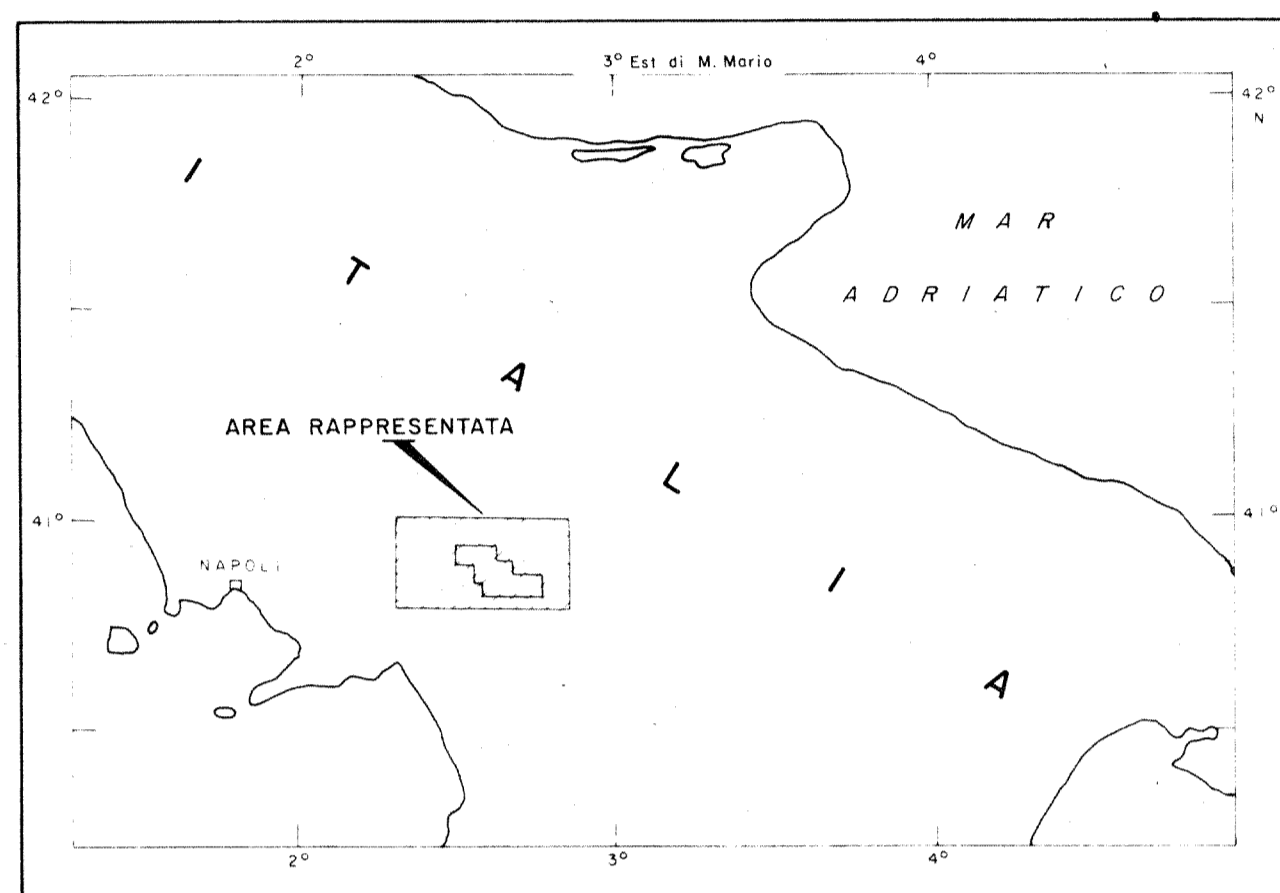 2° 3° Est di M. Mario 4°
42° 42°
N
I T A L I A
MAR
ADRIATICO
AREA RAPPRESENTATA
41° 41°
NAPOLI
2° 3° 4°